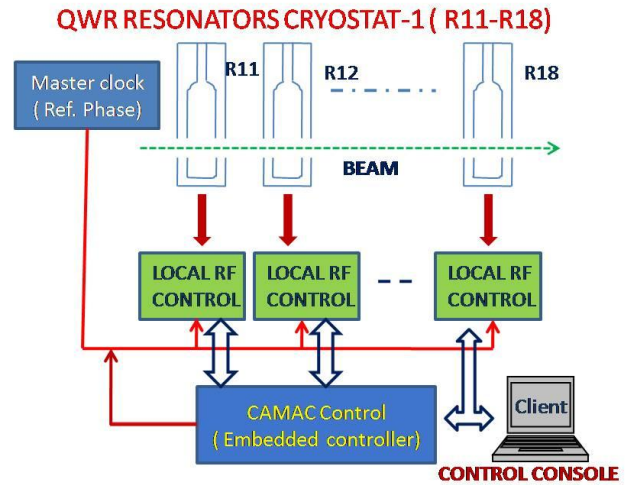 QWR RESONATORS CRYOSTAT-1 ( R11-R18)
Master clock
( Ref. Phase)
R11
R12
R18
BEAM
LOCAL RF
CONTROL
LOCAL RF
CONTROL
LOCAL RF
CONTROL
CAMAC Control
( Embedded controller)
Client
CONTROL CONSOLE